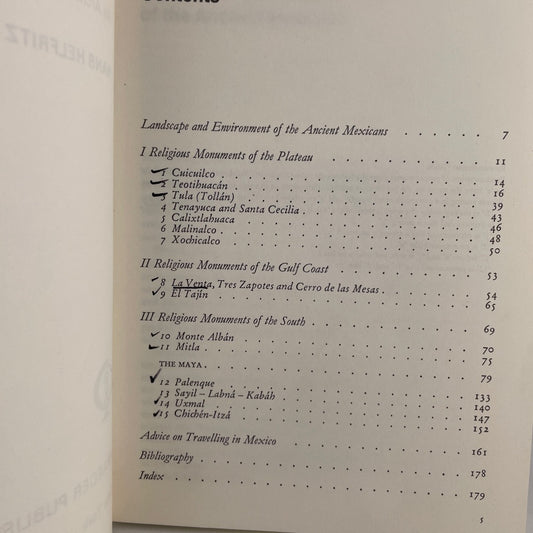 Contents
Landscape and Environment of the Ancient Mexicans . . . . . . 7
I Religious Monuments of the Plateau . . . . . . . . . . 11
1 Cuicuilco . . . . . . . . . . 14
2 Teotihuacán . . . . . . . . . . 16
3 Tula (Tollán) . . . . . . . . . . 39
4 Tenayuca and Santa Cecilia . . . . . . . . . . 43
5 Calixtlahuaca . . . . . . . . . . 46
6 Malinalco . . . . . . . . . . 48
7 Xochicalco . . . . . . . . . . 50
II Religious Monuments of the Gulf Coast . . . . . . . . . . 53
8 La Venta, Tres Zapotes and Cerro de las Mesas . . . . . . 54
9 El Tajín . . . . . . . . . . 65
III Religious Monuments of the South . . . . . . . . . . 69
10 Monte Albán . . . . . . . . . . 70
11 Mitla . . . . . . . . . . 75
THE MAYA . . . . . . . . . . 79
12 Palenque . . . . . . . . . . 133
13 Sayil – Labná – Kabáh . . . . . . . . . . 140
14 Uxmal . . . . . . . . . . 147
15 Chichén-Itzá . . . . . . . . . . 152
Advice on Travelling in Mexico . . . . . . . . . . 161
Bibliography . . . . . . . . . . 178
Index . . . . . . . . . . 179
5